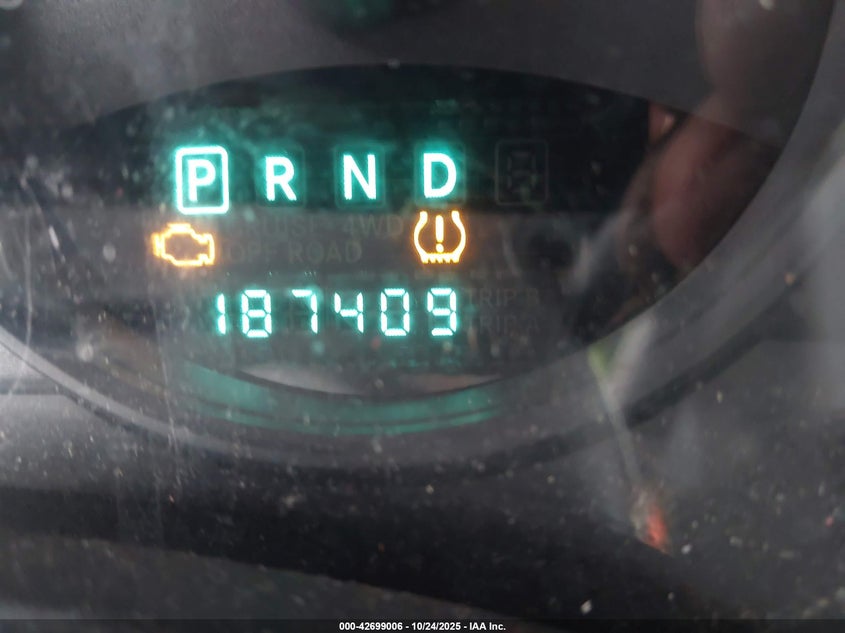 P R N D
CRUISE 4WD
OFF ROAD
187409 TRIP B
TRIP A
000-42699006 - 10/24/2025 - IAA Inc.